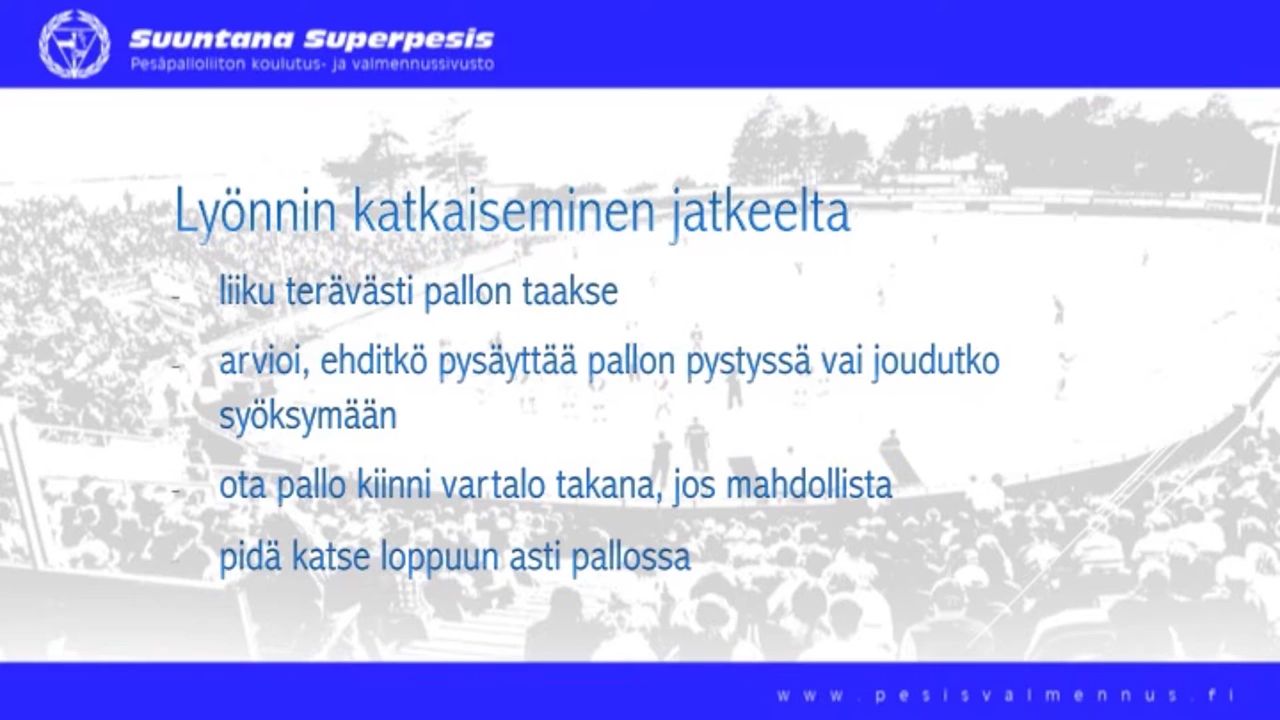 Suuntana Superpesis
Pesäpalloliiton koulutus- ja valmennussivusto
Lyönnin katkaiseminen jatkeelta
- liiku terävästi pallon taakse
- arvioi, ehditkö pysäyttää pallon pystyssä vai joudutko
syöksymään
- ota pallo kiinni vartalo takana, jos mahdollista
- pidä katse loppuun asti pallossa
www.pesisvalmennus.fi